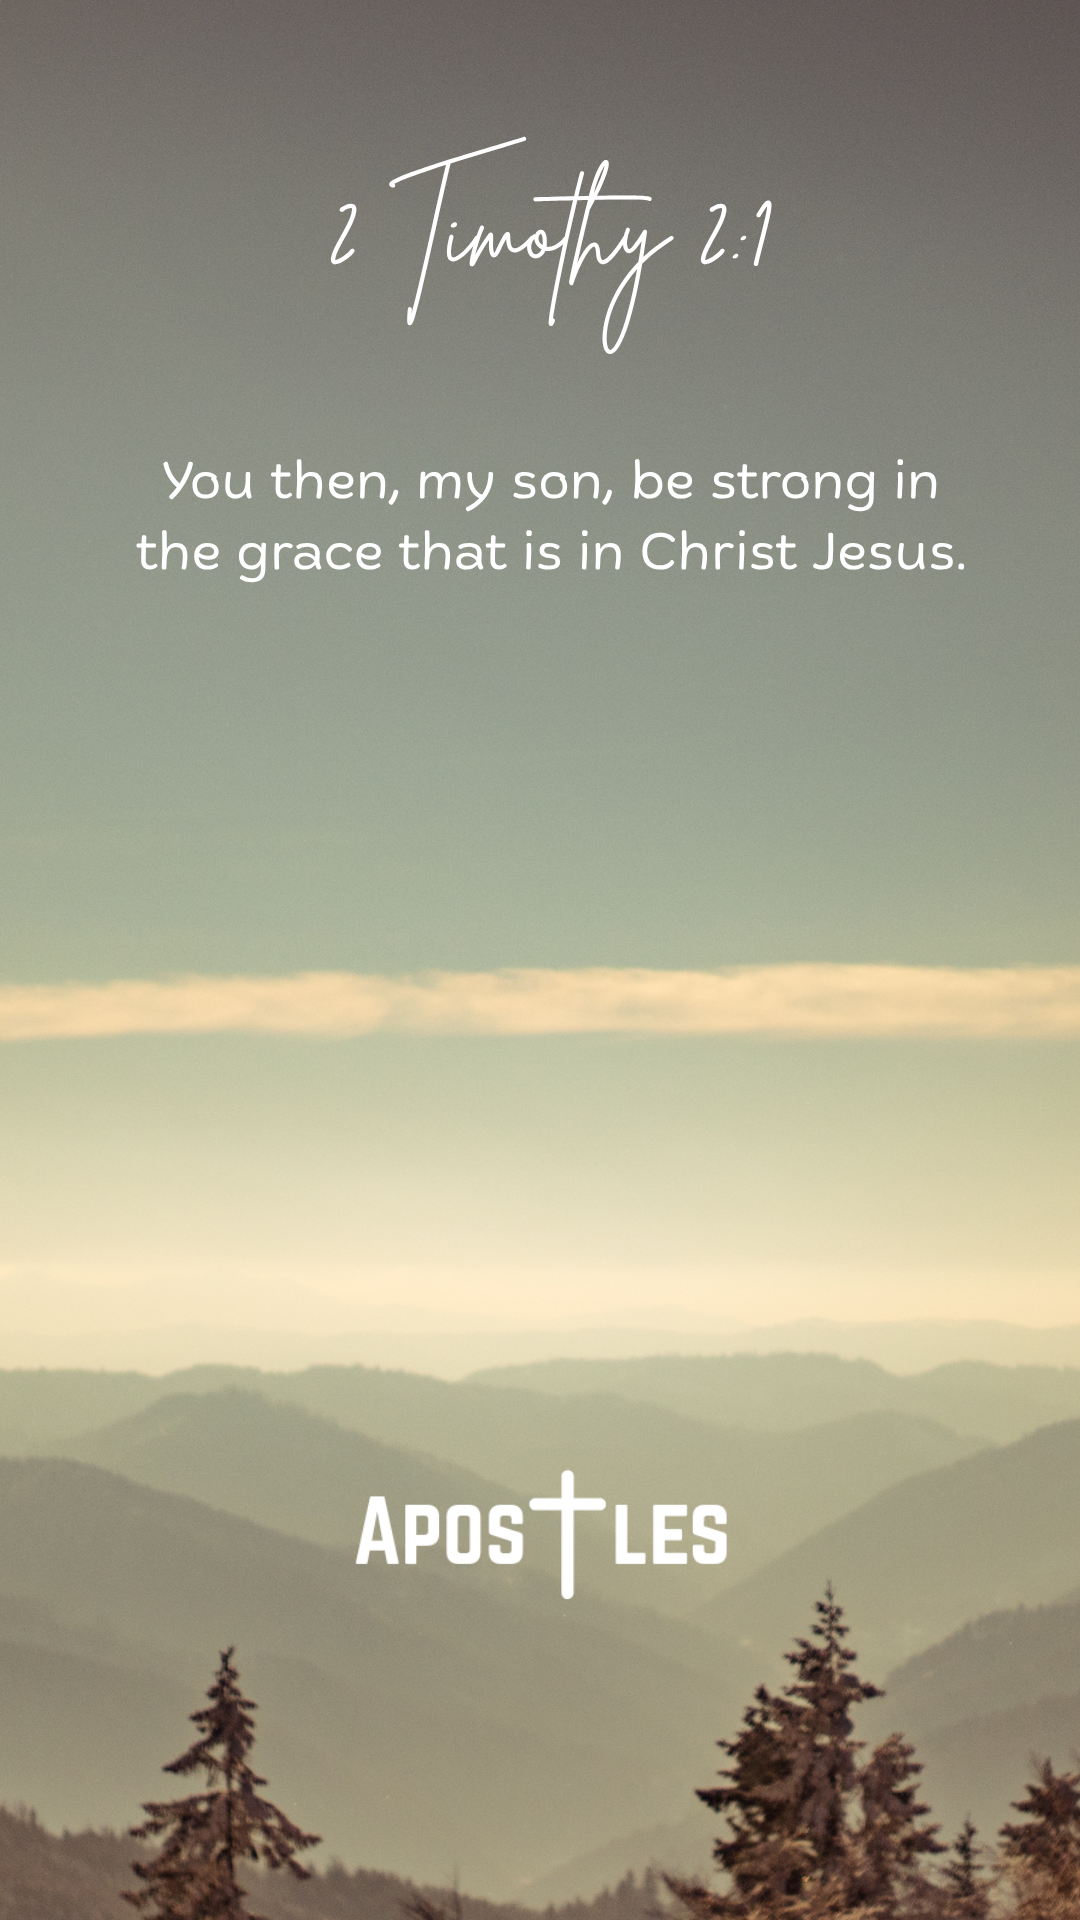 2 Timothy 2:1
You then, my son, be strong in
the grace that is in Christ Jesus.
APOSTLES